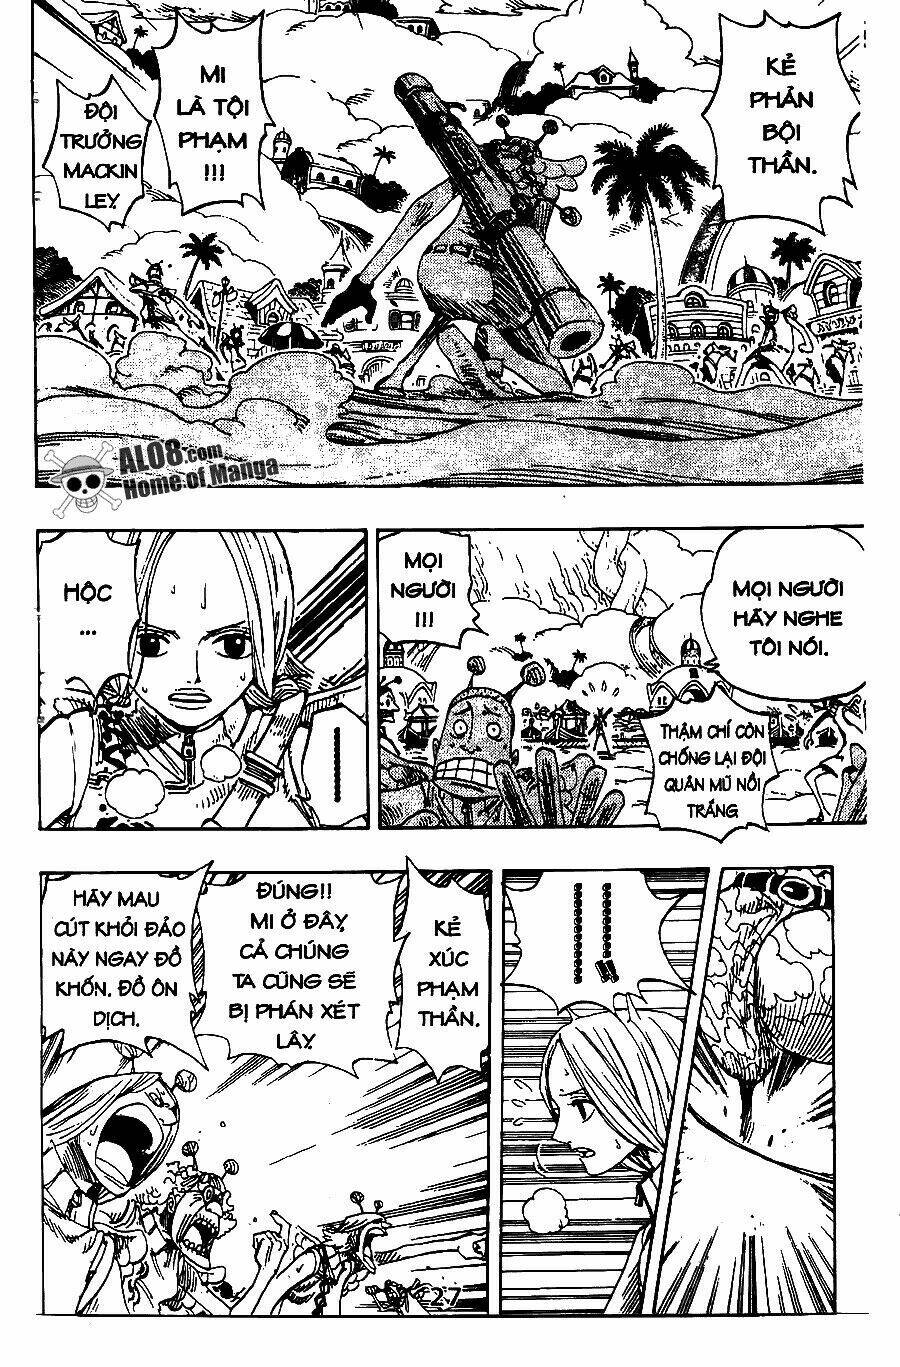 KẺ
PHẢN
BỘI
THẦN.
MI
LÀ TỘI
PHẠM
!!!
ĐỘI
TRƯỞNG
MACKIN
LEY.
ALO8.com
Home of Manga
MỌI NGƯỜI
HÃY NGHE
TÔI NÓI.
THẬM CHÍ CÒN
CHỐNG LẠI ĐỘI
QUÂN MŨ NỒI
TRẮNG
MỌI
NGƯỜI
!!!
HỘC
...
KẺ
XÚC
PHẠM
THẦN.
ĐÚNG!!
MI Ở ĐÂY,
CẢ CHÚNG
TA CŨNG SẼ
BỊ PHÁN XÉT
LÂY.
HÃY MAU
CÚT KHỎI ĐẢO
NÀY NGAY ĐỒ
KHỐN. ĐỒ ÔN
DỊCH.
27